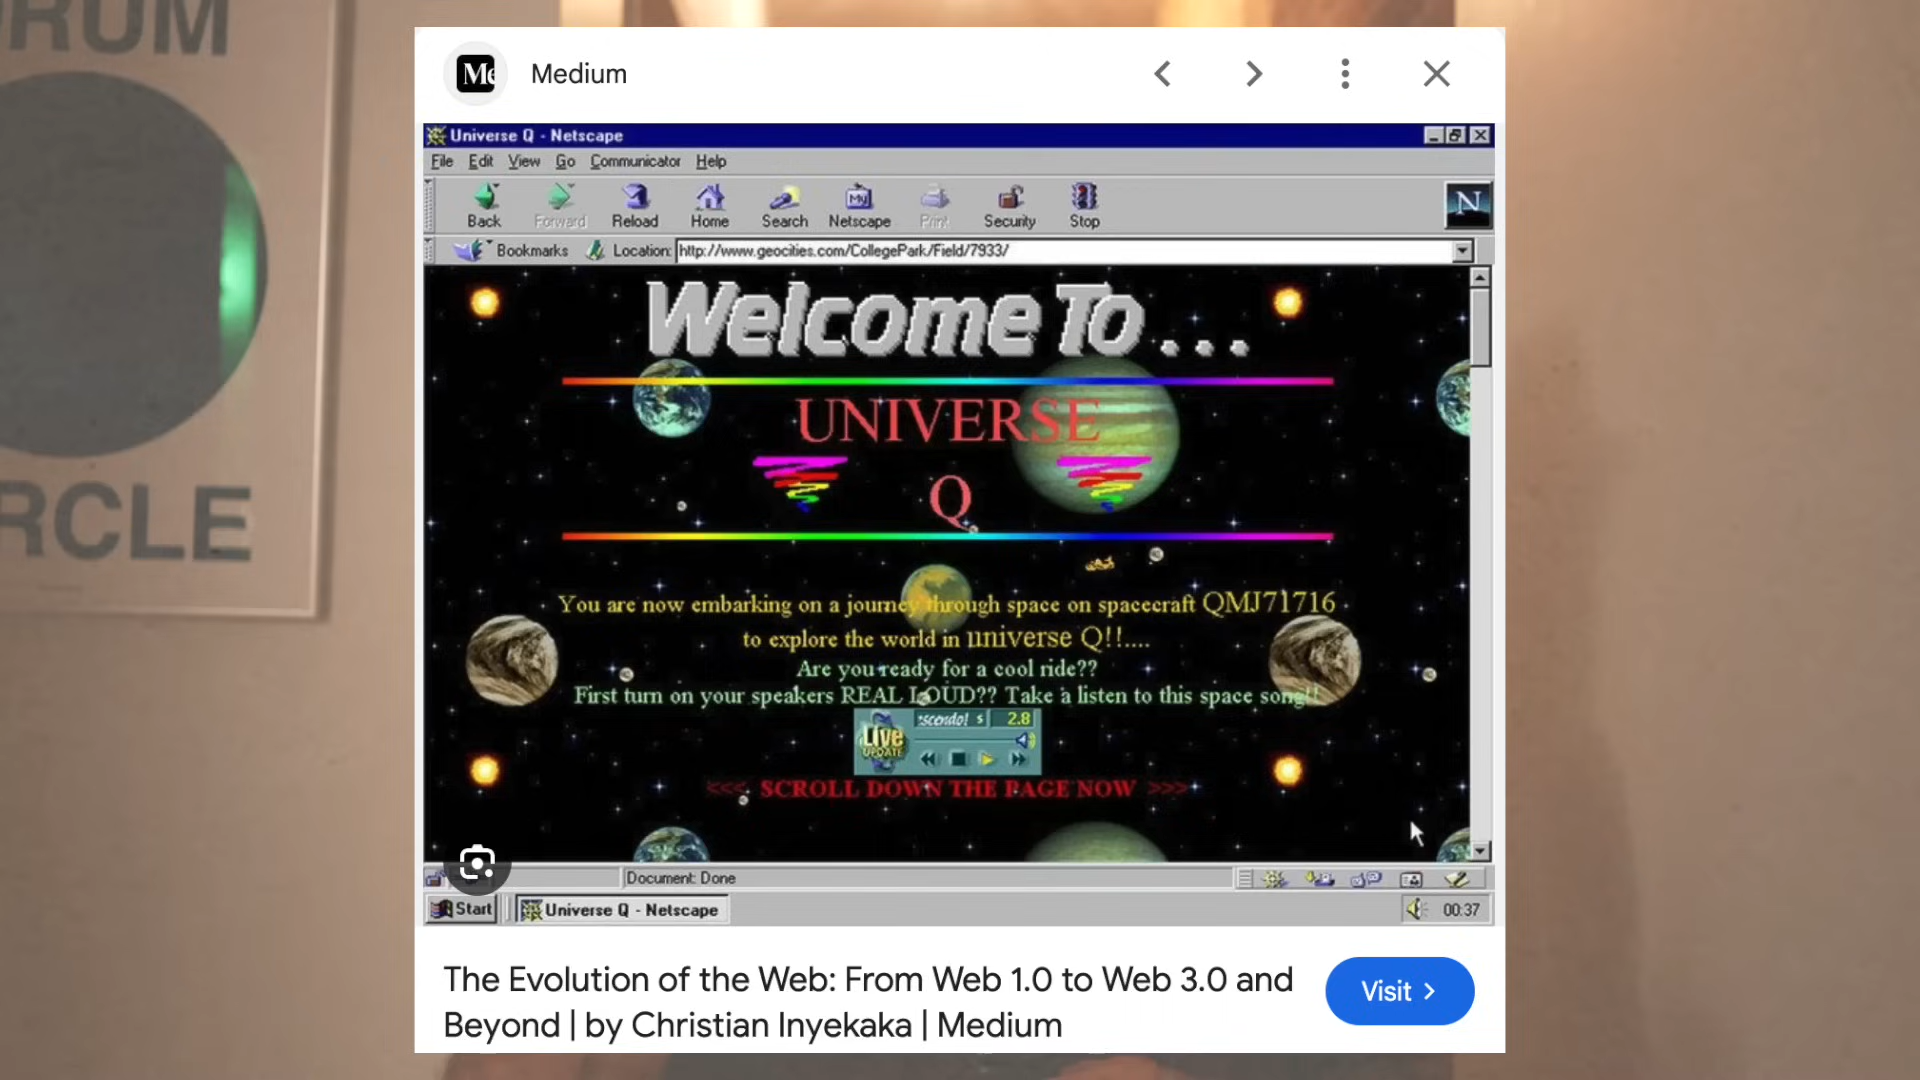 RUM
RCLE
Me
Medium
Universe Q - Netscape
File Edit View Go Communicator Help
Back Forward Reload Home Search Netscape Print Security Stop
My
N
Bookmarks Location: http://www.geocities.com/CollegePark/Field/7933/
Welcome To...
UNIVERSE
Q
You are now embarking on a journey through space on spacecraft QMJ71716
to explore the world in universe Q!!....
Are you ready for a cool ride??
First turn on your speakers REAL LOUD?? Take a listen to this space song!!
Live UPDATE
scendo! s 2.8
<<< SCROLL DOWN THE PAGE NOW >>>
Document: Done
Start Universe Q - Netscape 00:37
The Evolution of the Web: From Web 1.0 to Web 3.0 and
Beyond | by Christian Inyekaka | Medium
Visit >